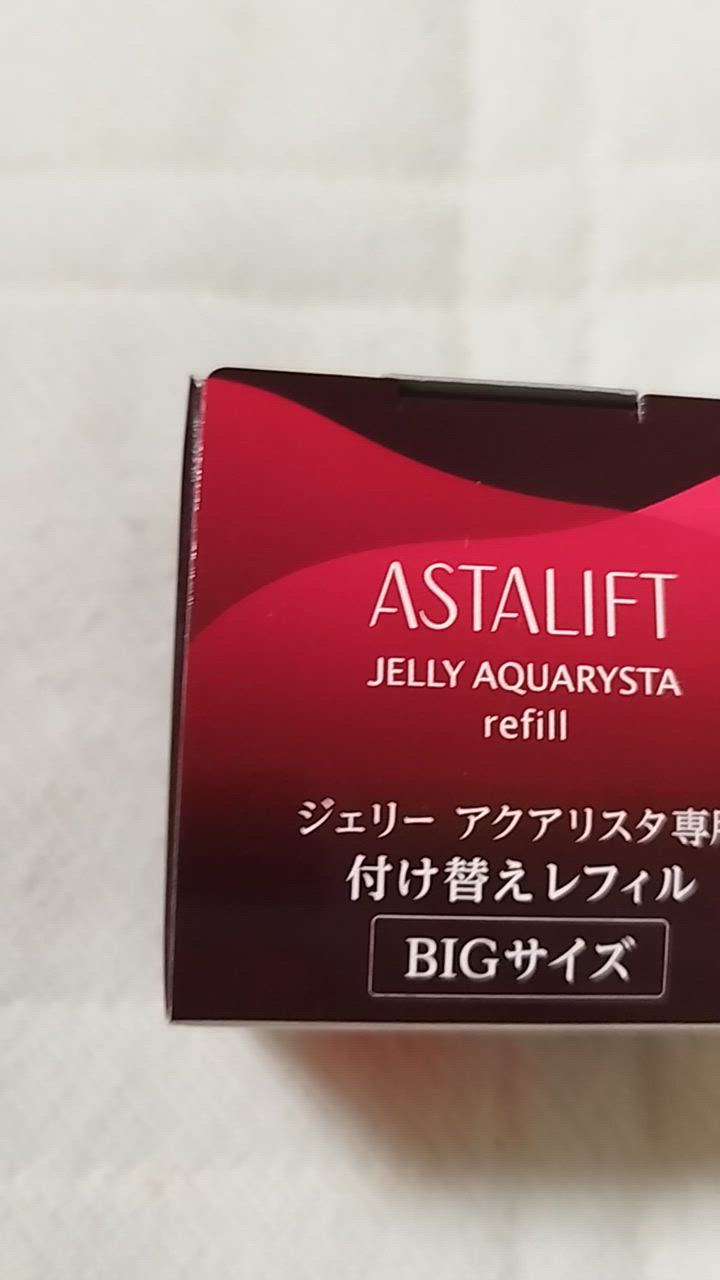 ASTALIFT
JELLY AQUARYSTA
refill
ジェリー アクアリスタ専用
付け替えレフィル
BIGサイズ